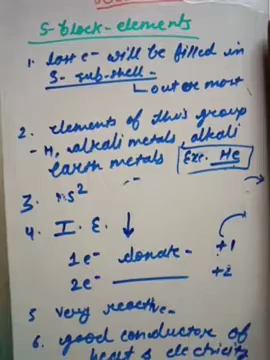 S-block-elements
1. last e- will be filled in
S-sub-shell
outer most
2. elements of this group
- H, alkali metals, alkali
earth metals Exc. He
3. ns²
4. I. E. ↓
1e- donate - +1
2e- +2
5 very reactive-
6. good conductor of
heat & electricity